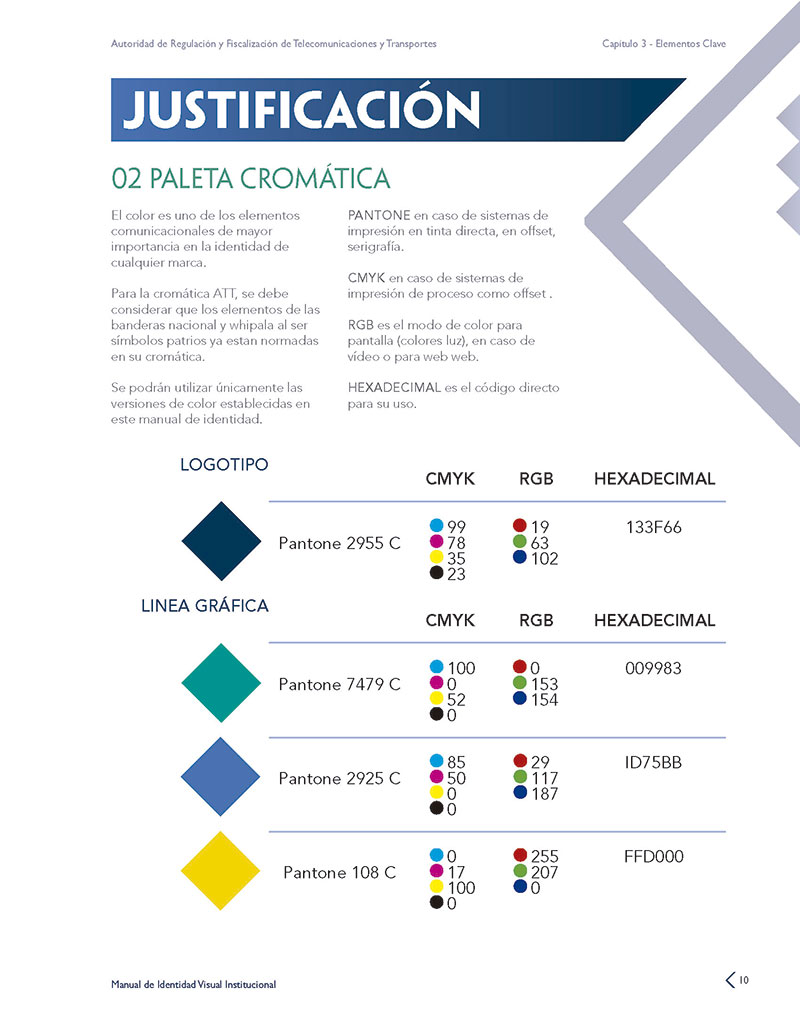 Autoridad de Regulación y Fiscalización de Telecomunicaciones y Transportes
Capítulo 3 - Elementos Clave
JUSTIFICACIÓN
02 PALETA CROMÁTICA
El color es uno de los elementos
comunicacionales de mayor
importancia en la identidad de
cualquier marca.
Para la cromática ATT, se debe
considerar que los elementos de las
banderas nacional y whipala al ser
símbolos patrios ya estan normadas
en su cromática.
Se podrán utilizar únicamente las
versiones de color establecidas en
este manual de identidad.
PANTONE en caso de sistemas de
impresión en tinta directa, en offset,
serigrafía.
CMYK en caso de sistemas de
impresión de proceso como offset .
RGB es el modo de color para
pantalla (colores luz), en caso de
vídeo o para web web.
HEXADECIMAL es el código directo
para su uso.
LOGOTIPO
CMYK RGB HEXADECIMAL
Pantone 2955 C
99
78
35
23
19
63
102
133F66
LINEA GRÁFICA
CMYK RGB HEXADECIMAL
Pantone 7479 C
100
0
52
0
0
153
154
009983
Pantone 2925 C
85
50
0
0
29
117
187
ID75BB
Pantone 108 C
0
17
100
0
255
207
0
FFD000
Manual de Identidad Visual Institucional
10